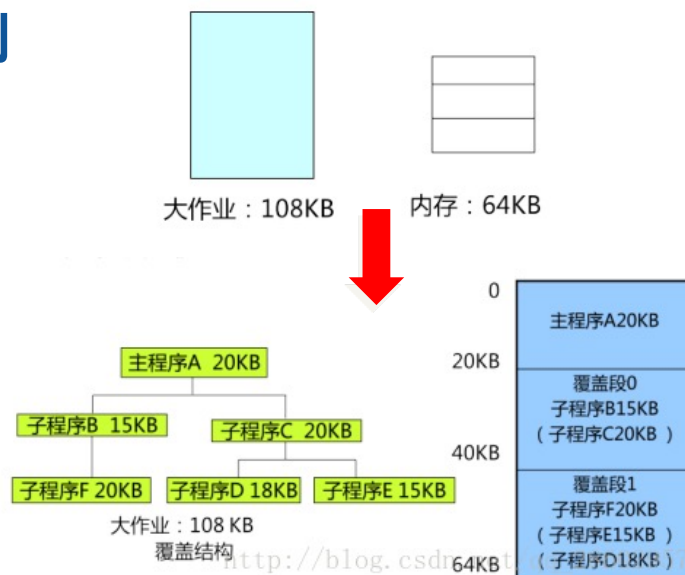 大作业：108KB
内存：64KB
主程序A 20KB
子程序B 15KB
子程序C 20KB
子程序F 20KB
子程序D 18KB
子程序E 15KB
大作业：108 KB
覆盖结构
0
主程序A20KB
20KB
覆盖段0
子程序B15KB
（子程序C20KB ）
40KB
覆盖段1
子程序F20KB
（子程序E15KB ）
（子程序D18KB）
64KB
http://blog.csdn.net/